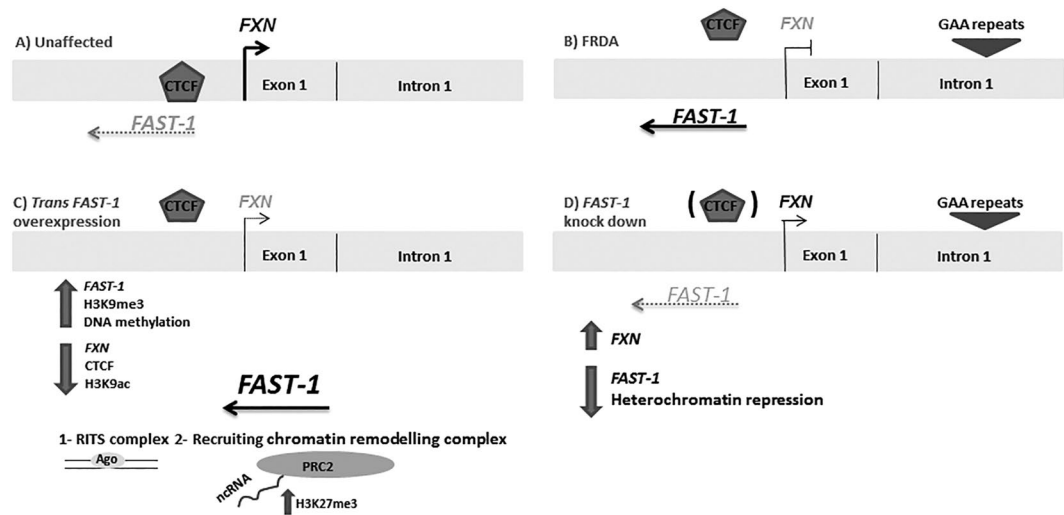 A) Unaffected
FXN
CTCF
Exon 1
Intron 1
FAST-1
B) FRDA
CTCF
FXN
GAA repeats
Exon 1
Intron 1
FAST-1
C) Trans FAST-1
overexpression
CTCF
FXN
Exon 1
Intron 1
FAST-1
H3K9me3
DNA methylation
FXN
CTCF
H3K9ac
FAST-1
1- RITS complex 2- Recruiting chromatin remodelling complex
Ago
PRC2
ncRNA
H3K27me3
D) FAST-1
knock down
(CTCF)
FXN
GAA repeats
Exon 1
Intron 1
FAST-1
FXN
FAST-1
Heterochromatin repression